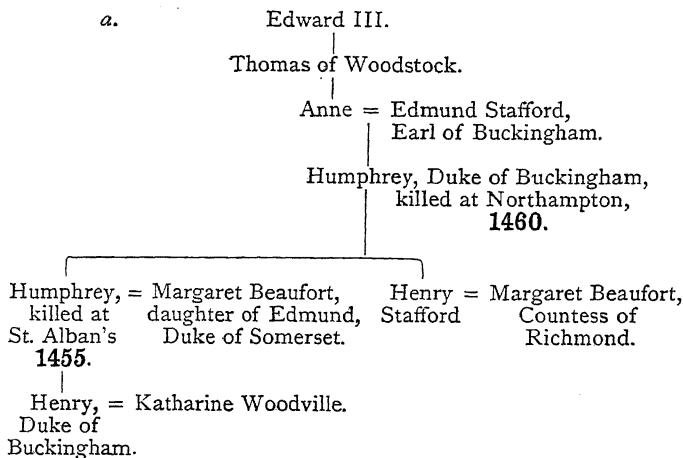 a. Edward III.
Thomas of Woodstock.
Anne = Edmund Stafford,
Earl of Buckingham.
Humphrey, Duke of Buckingham,
killed at Northampton,
1460.
Humphrey, = Margaret Beaufort, Henry = Margaret Beaufort,
killed at daughter of Edmund, Stafford Countess of
St. Alban's Duke of Somerset. Richmond.
1455.
Henry, = Katharine Woodville.
Duke of
Buckingham.